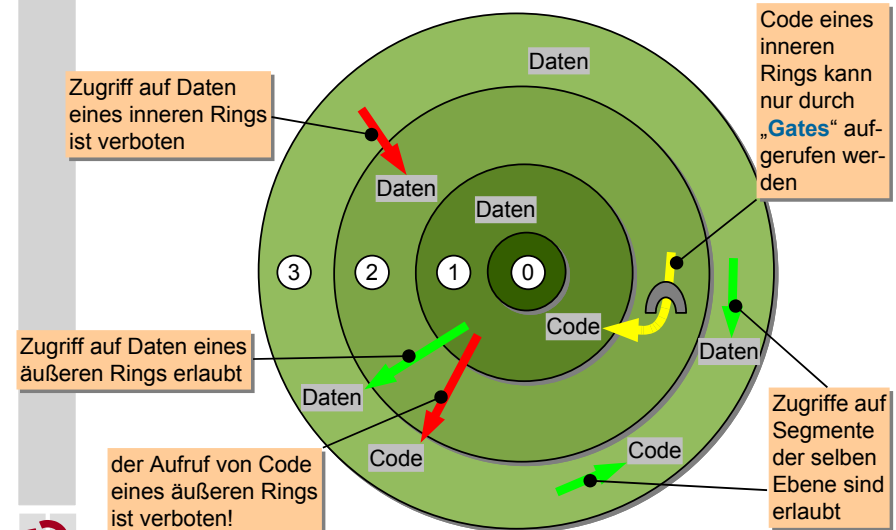 Code eines
inneren
Rings kann
nur durch
„Gates“ auf-
gerufen wer-
den
Daten
Zugriff auf Daten
eines inneren Rings
ist verboten
Daten
Daten
3
2
1
0
Code
Zugriff auf Daten eines
äußeren Rings erlaubt
Daten
Daten
Code
Code
der Aufruf von Code
eines äußeren Rings
ist verboten!
Zugriffe auf
Segmente
der selben
Ebene sind
erlaubt